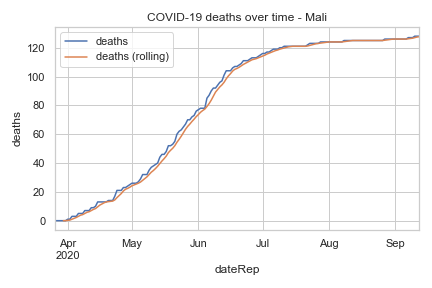 COVID-19 deaths over time - Mali
deaths
deaths (rolling)
deaths
120
100
80
60
40
20
0
Apr May Jun Jul Aug Sep
2020
dateRep